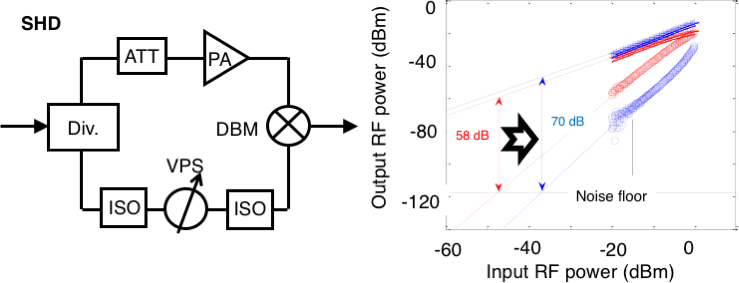 SHD
ATT
PA
Div.
DBM
VPS
ISO
ISO
Output RF power (dBm)
0
-40
-80
-120
58 dB
70 dB
Noise floor
-60
-40
-20
0
Input RF power (dBm)